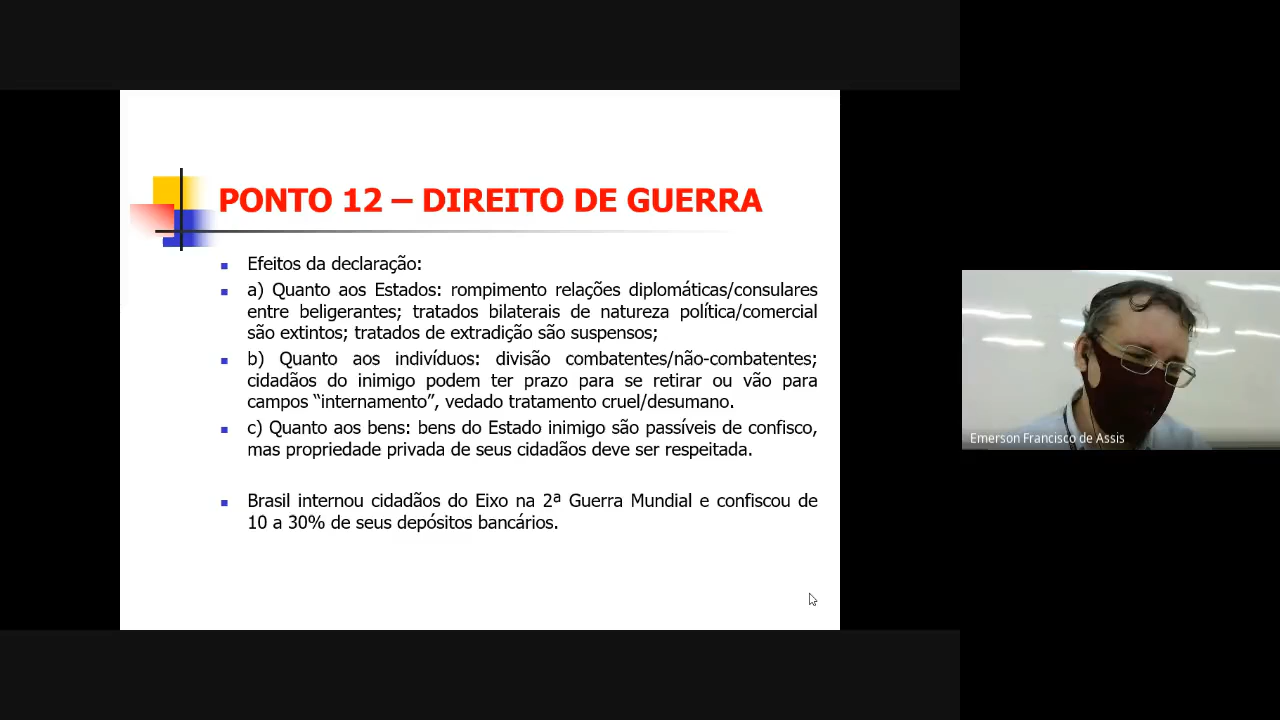 PONTO 12 – DIREITO DE GUERRA
Efeitos da declaração:
a) Quanto aos Estados: rompimento relações diplomáticas/consulares
entre beligerantes; tratados bilaterais de natureza política/comercial
são extintos; tratados de extradição são suspensos;
b) Quanto aos indivíduos: divisão combatentes/não-combatentes;
cidadãos do inimigo podem ter prazo para se retirar ou vão para
campos “internamento”, vedado tratamento cruel/desumano.
c) Quanto aos bens: bens do Estado inimigo são passíveis de confisco,
mas propriedade privada de seus cidadãos deve ser respeitada.
Brasil internou cidadãos do Eixo na 2ª Guerra Mundial e confiscou de
10 a 30% de seus depósitos bancários.
Emerson Francisco de Assis